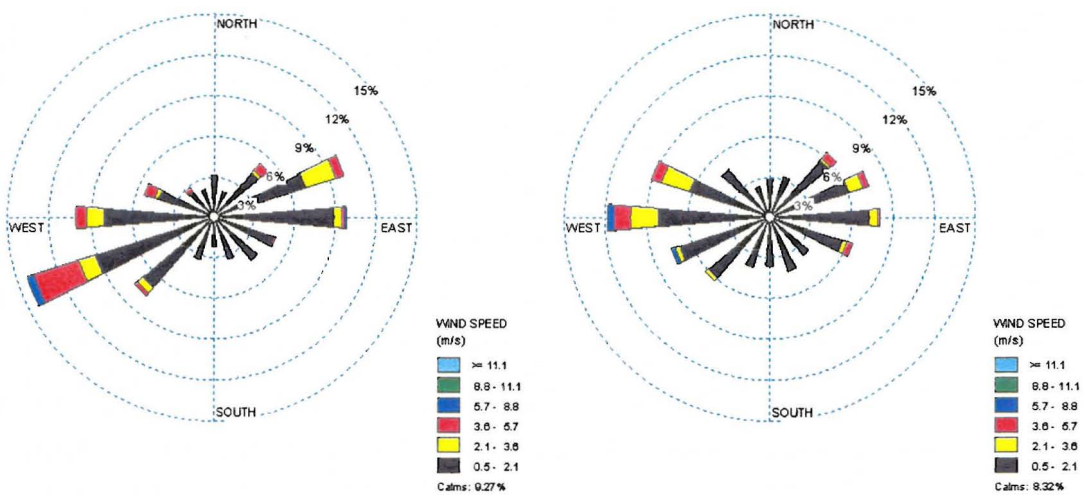 NORTH
15%
12%
9%
6%
3%
WEST
EAST
SOUTH
WIND SPEED
(m/s)
>= 11.1
8.8 - 11.1
5.7 - 8.8
3.6 - 5.7
2.1 - 3.6
0.5 - 2.1
Calms: 9.27%
NORTH
15%
12%
9%
6%
3%
WEST
EAST
SOUTH
WIND SPEED
(m/s)
>= 11.1
8.8 - 11.1
5.7 - 8.8
3.6 - 5.7
2.1 - 3.6
0.5 - 2.1
Calms: 8.32%